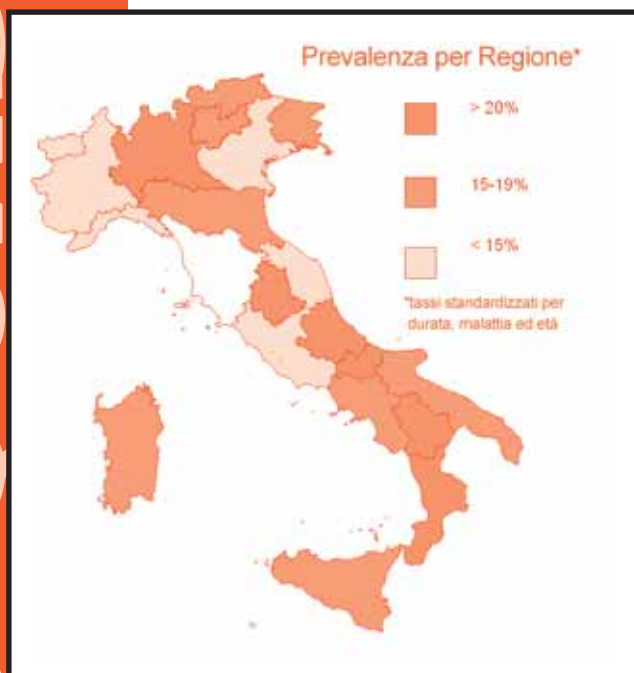 Prevalenza per Regione*
> 20%
15-19%
< 15%
*tassi standardizzati per
durata, malattia ed età